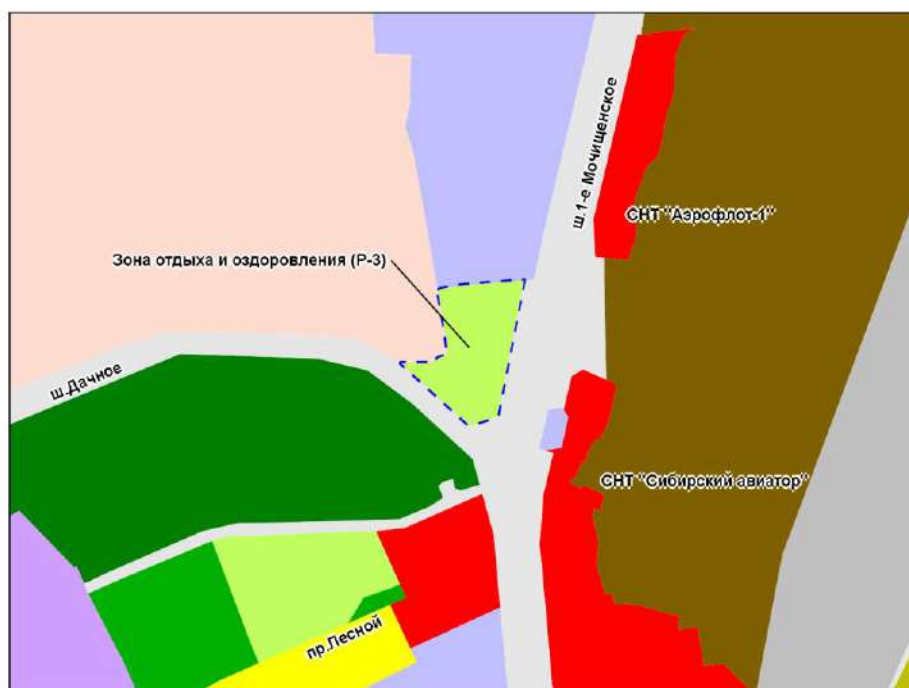 ш.1-е Мочищенское
СНТ "Аэрофлот-1"
Зона отдыха и оздоровления (Р-3)
ш.Дачное
СНТ "Сибирский авиатор"
пр.Лесной